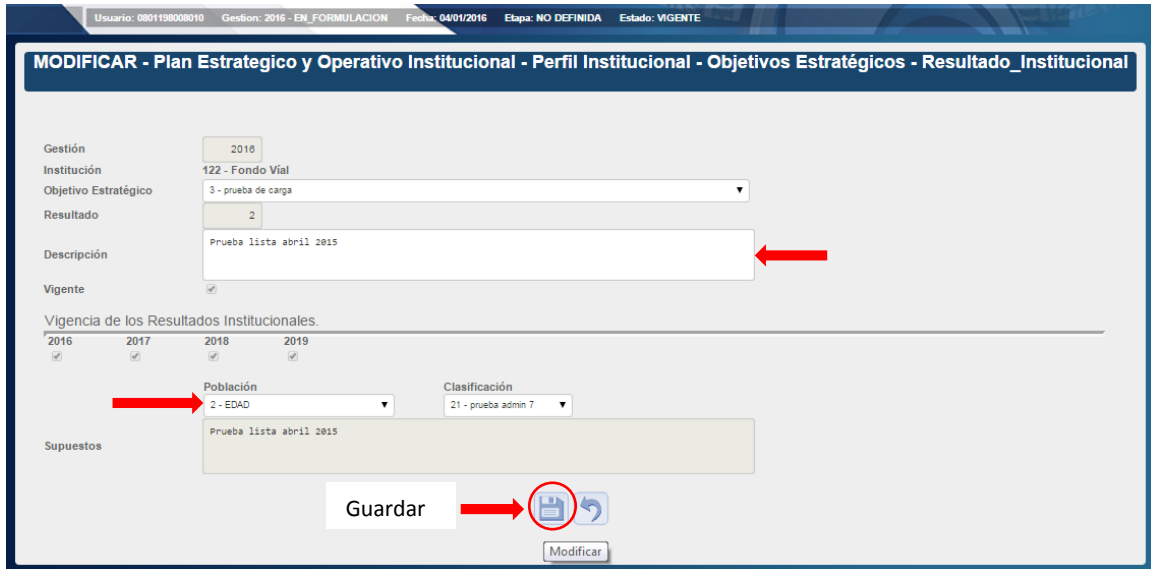 Usuario: 0801198008010 Gestion: 2016 - EN_FORMULACION Fecha: 04/01/2016 Etapa: NO DEFINIDA Estado: VIGENTE
MODIFICAR - Plan Estrategico y Operativo Institucional - Perfil Institucional - Objetivos Estratégicos - Resultado_Institucional
Gestión 2016
Institución 122 - Fondo Víal
Objetivo Estratégico 3 - prueba de carga
Resultado 2
Prueba lista abril 2015
Descripción
Vigente
Vigencia de los Resultados Institucionales.
2016 2017 2018 2019
Población Clasificación
2 - EDAD 21 - prueba admin 7
Prueba lista abril 2015
Supuestos
Guardar
Modificar